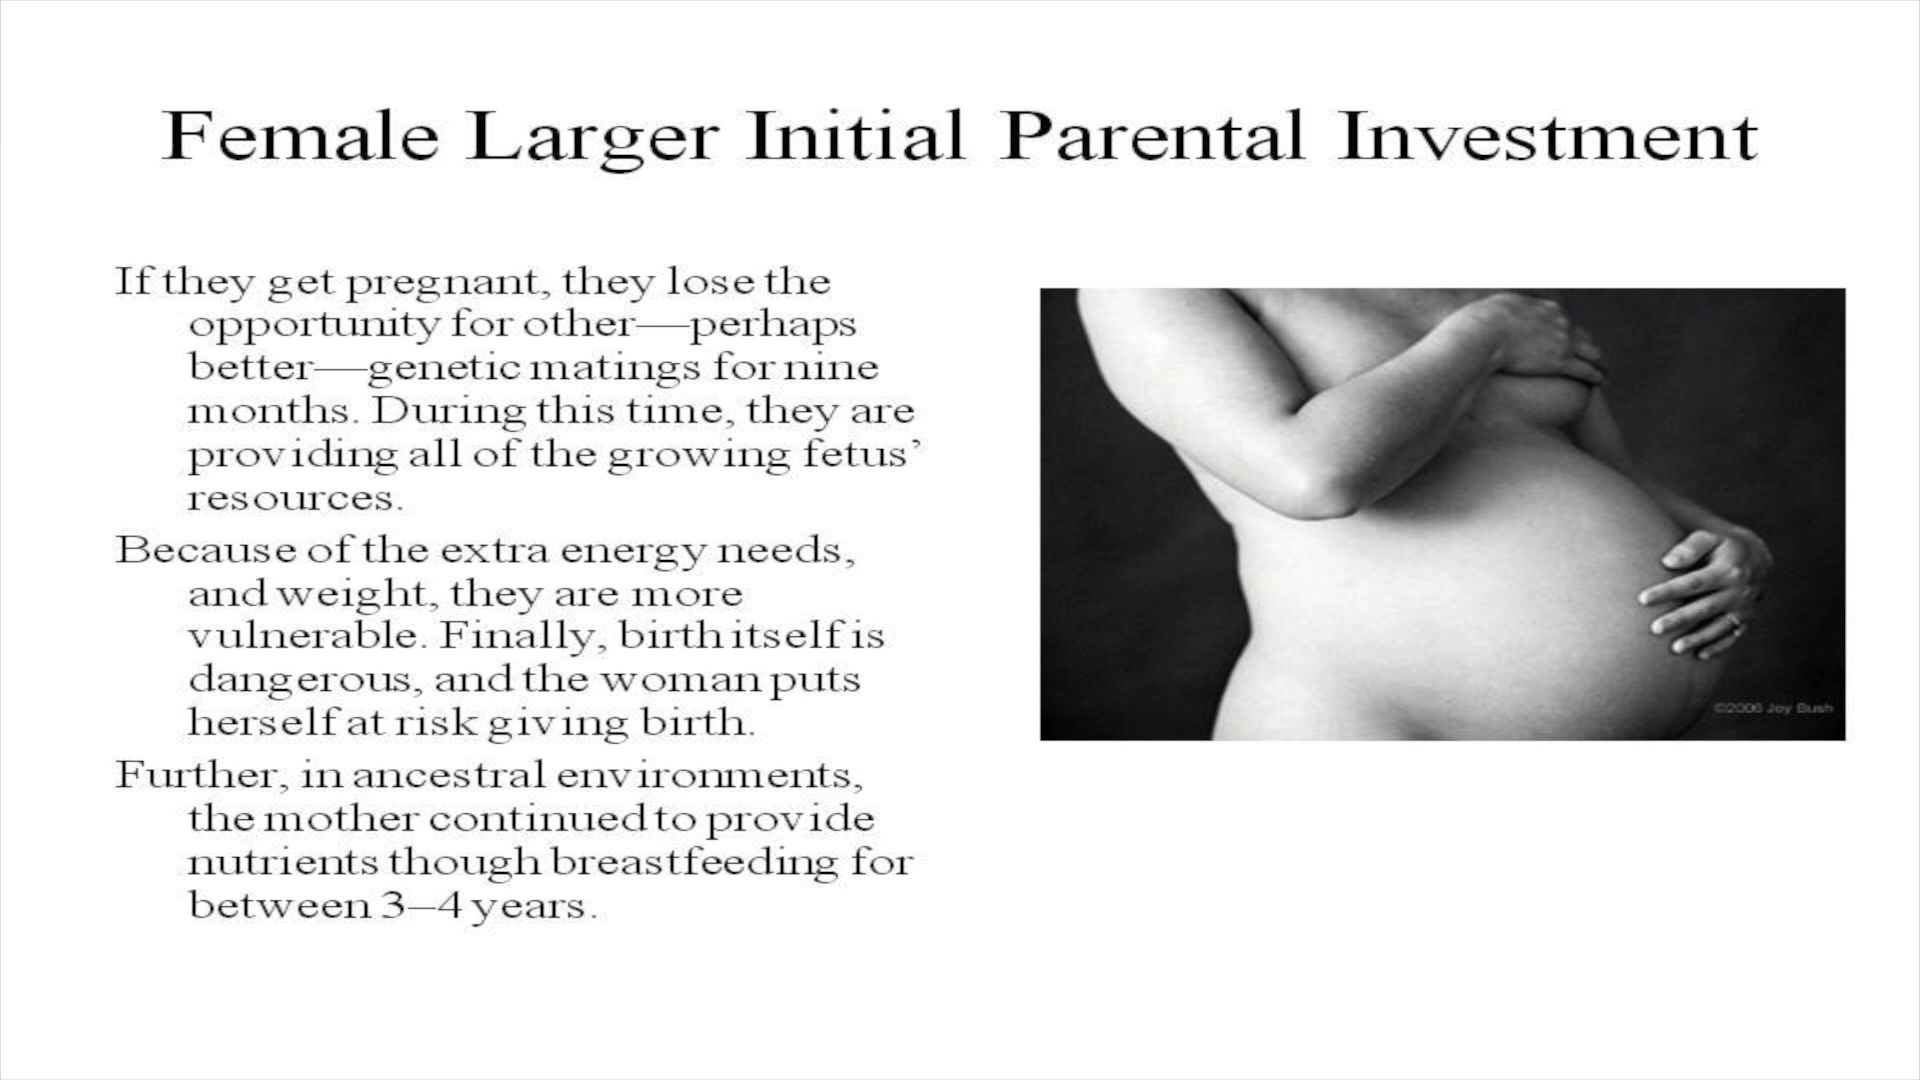 Female Larger Initial Parental Investment
If they get pregnant, they lose the
opportunity for other—perhaps
better—genetic matings for nine
months. During this time, they are
providing all of the growing fetus’
resources.
Because of the extra energy needs,
and weight, they are more
vulnerable. Finally, birth itself is
dangerous, and the woman puts
herself at risk giving birth.
Further, in ancestral environments,
the mother continued to provide
nutrients though breastfeeding for
between 3–4 years.
©2006 Joy Bush